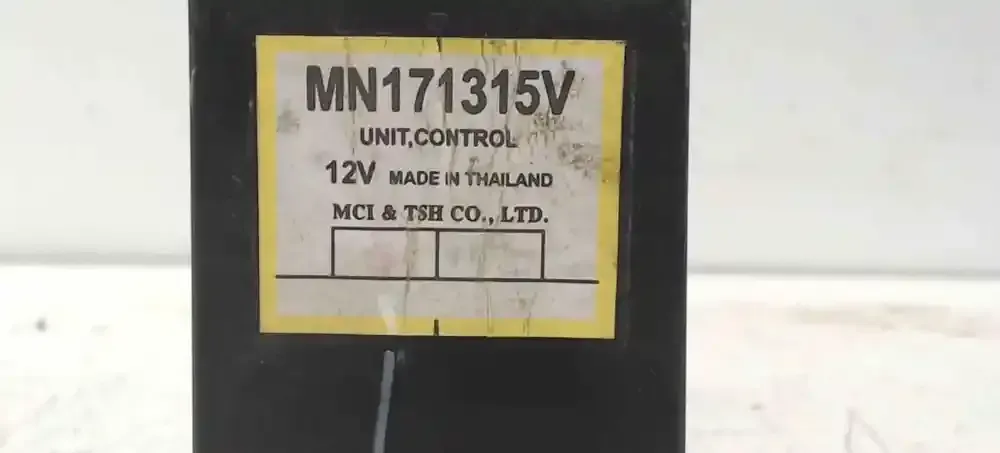 MN171315V
UNIT,CONTROL
12V MADE IN THAILAND
MCI & TSH CO., LTD.